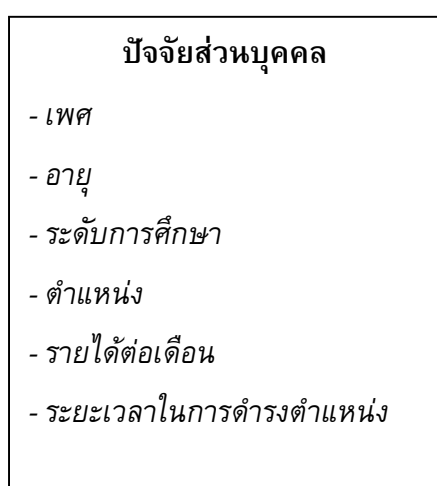 ปัจจัยส่วนบุคคล
- เพศ
- อายุ
- ระดับการศึกษา
- ตำแหน่ง
- รายได้ต่อเดือน
- ระยะเวลาในการดำรงตำแหน่ง